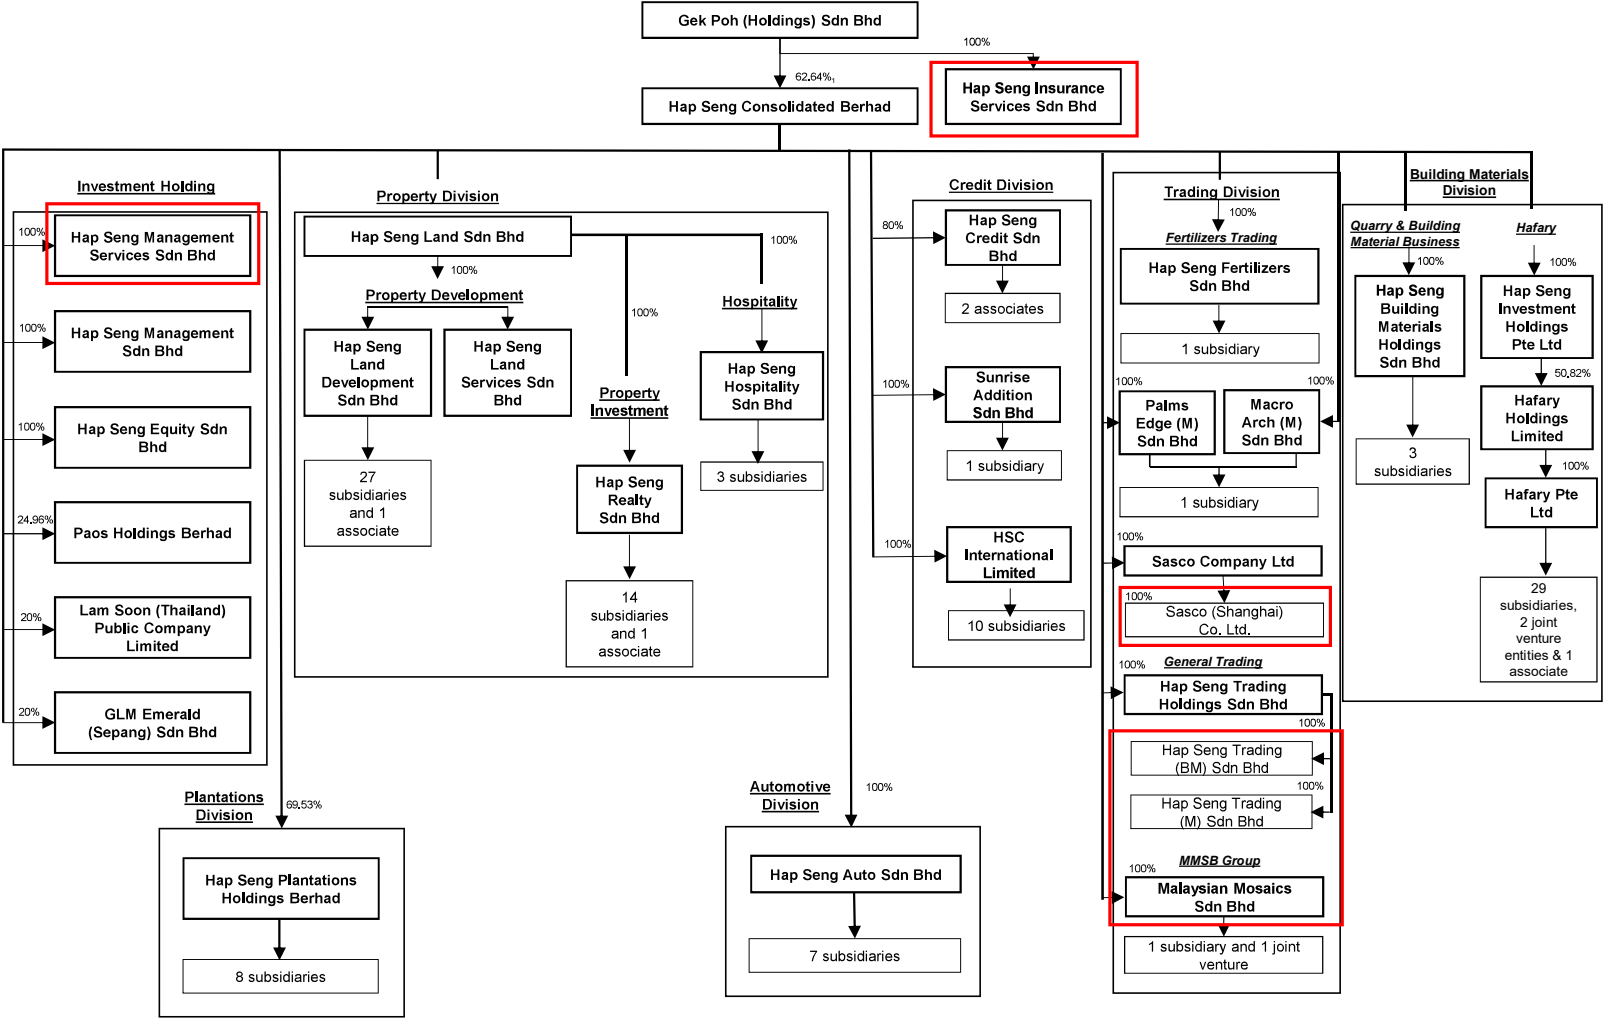 Gek Poh (Holdings) Sdn Bhd
100%
62.64%1
Hap Seng Insurance
Services Sdn Bhd
Hap Seng Consolidated Berhad
Investment Holding
100%
Hap Seng Management
Services Sdn Bhd
100%
Hap Seng Management
Sdn Bhd
100%
Hap Seng Equity Sdn
Bhd
24.96%
Paos Holdings Berhad
20%
Lam Soon (Thailand)
Public Company
Limited
20%
GLM Emerald
(Sepang) Sdn Bhd
Plantations
Division
69.53%
Hap Seng Plantations
Holdings Berhad
8 subsidiaries
Property Division
Hap Seng Land Sdn Bhd
100%
100%
Property Development
100%
Hospitality
Hap Seng
Land
Development
Sdn Bhd
Hap Seng
Land
Services Sdn
Bhd
27
subsidiaries
and 1
associate
Property
Investment
Hap Seng
Realty
Sdn Bhd
14
subsidiaries
and 1
associate
Hap Seng
Hospitality
Sdn Bhd
3 subsidiaries
Automotive
Division
100%
Hap Seng Auto Sdn Bhd
7 subsidiaries
Credit Division
80%
Hap Seng
Credit Sdn
Bhd
2 associates
100%
Sunrise
Addition
Sdn Bhd
1 subsidiary
100%
HSC
International
Limited
10 subsidiaries
Trading Division
100%
Fertilizers Trading
Hap Seng Fertilizers
Sdn Bhd
1 subsidiary
100%
100%
Palms
Edge (M)
Sdn Bhd
Macro
Arch (M)
Sdn Bhd
1 subsidiary
100%
Sasco Company Ltd
100%
Sasco (Shanghai)
Co. Ltd.
General Trading
100%
Hap Seng Trading
Holdings Sdn Bhd
100%
Hap Seng Trading
(BM) Sdn Bhd
100%
Hap Seng Trading
(M) Sdn Bhd
MMSB Group
100%
Malaysian Mosaics
Sdn Bhd
1 subsidiary and 1 joint
venture
Building Materials
Division
Quarry & Building
Material Business
100%
Hap Seng
Building
Materials
Holdings
Sdn Bhd
3
subsidiaries
Hafary
100%
Hap Seng
Investment
Holdings
Pte Ltd
50.82%
Hafary
Holdings
Limited
100%
Hafary Pte
Ltd
29
subsidiaries,
2 joint
venture
entities & 1
associate